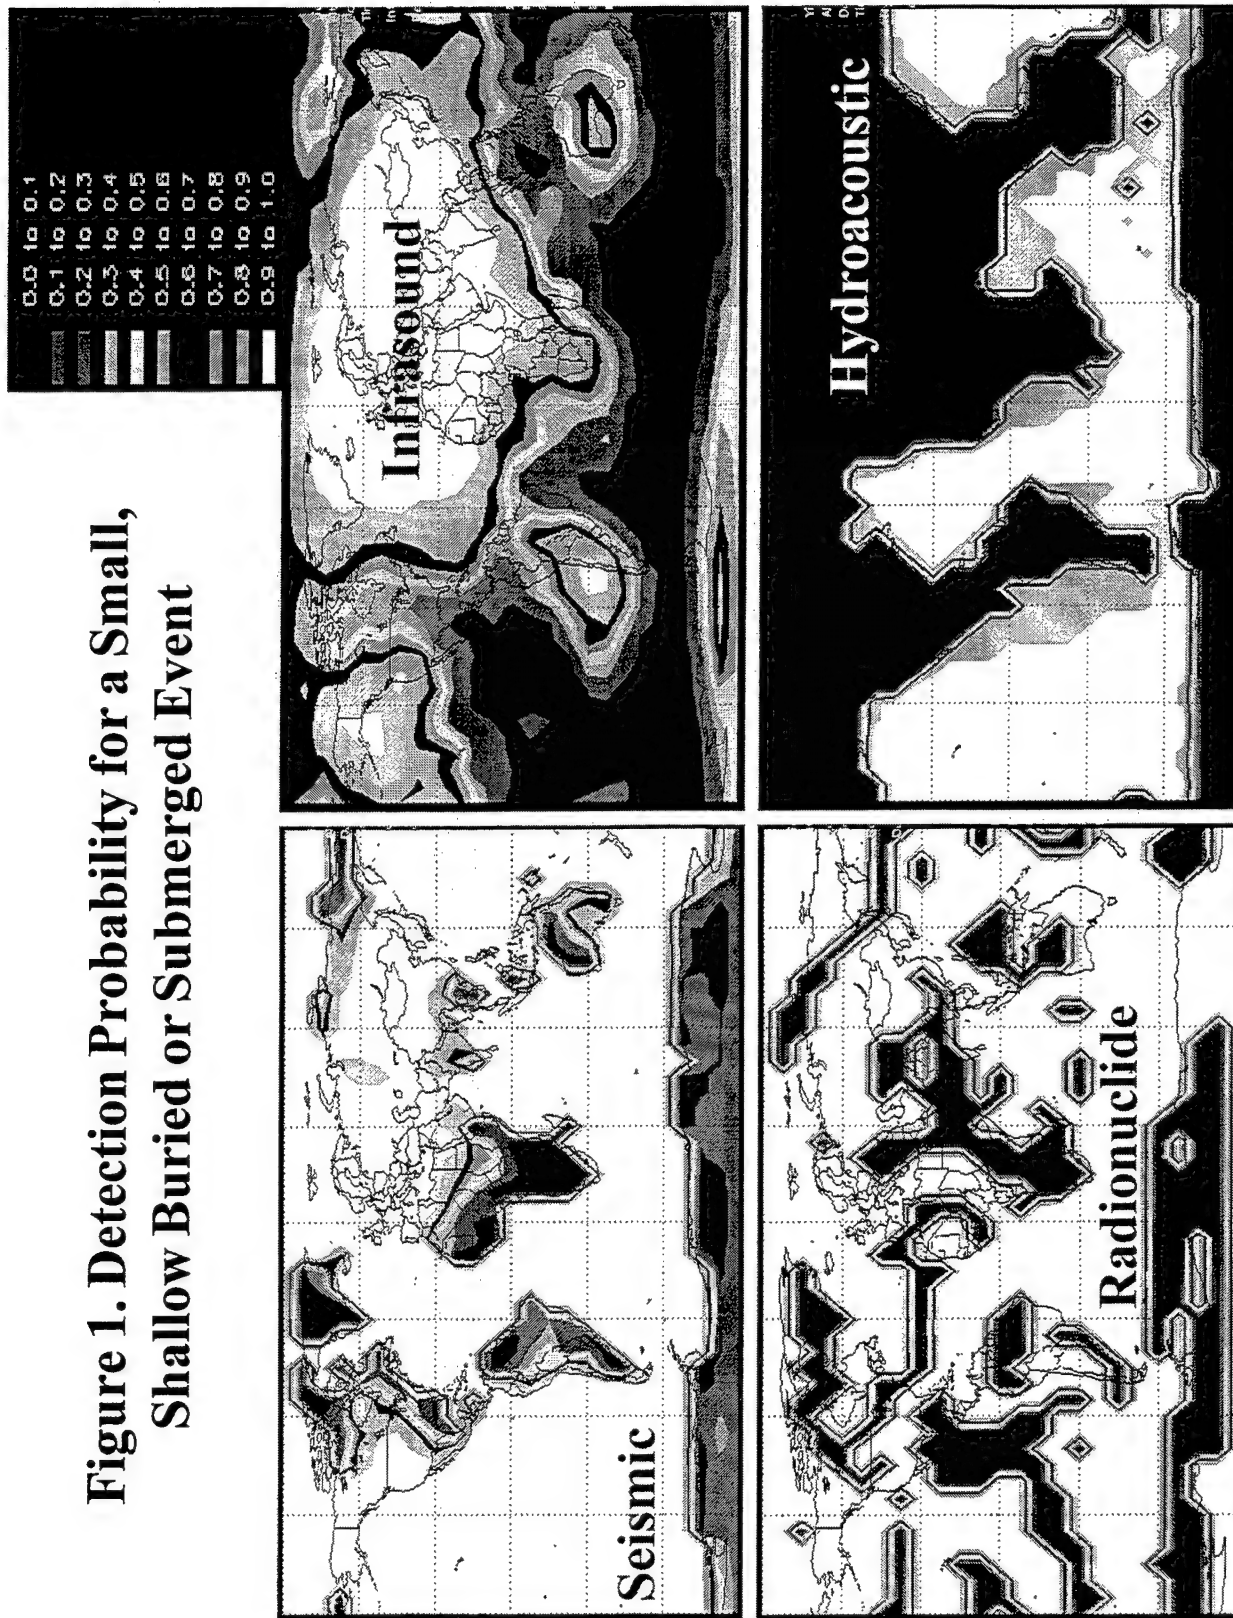 Figure 1. Detection Probability for a Small,
Shallow Buried or Submerged Event
0.0 to 0.1
0.1 to 0.2
0.2 to 0.3
0.3 to 0.4
0.4 to 0.5
0.5 to 0.6
0.6 to 0.7
0.7 to 0.8
0.8 to 0.9
0.9 to 1.0
Seismic
Infrasound
Radionuclide
Hydroacoustic